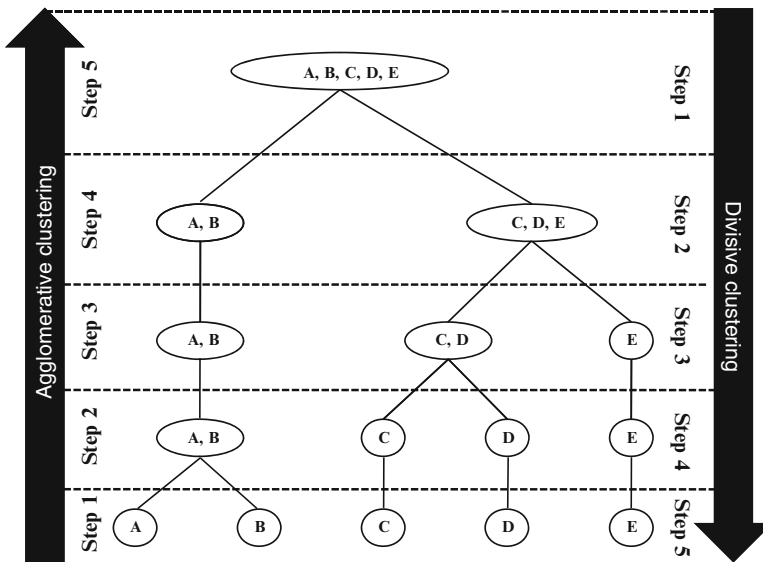 Agglomerative clustering
Divisive clustering
Step 5
A, B, C, D, E
Step 1
Step 4
A, B
C, D, E
Step 2
Step 3
A, B
C, D
E
Step 3
Step 2
A, B
C
D
E
Step 4
Step 1
A
B
C
D
E
Step 5